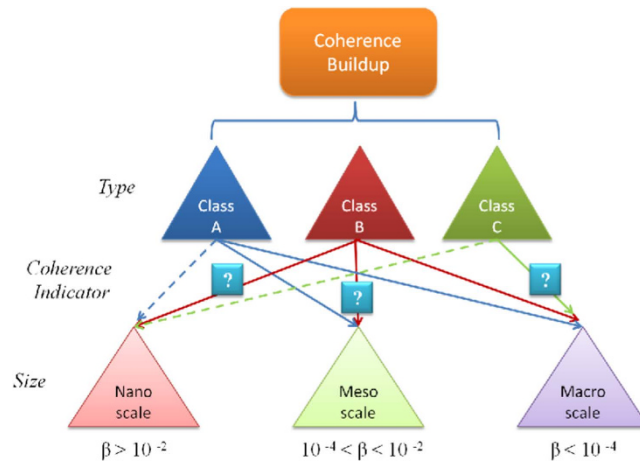 Coherence
Buildup
Type
Class
A
Class
B
Class
C
Coherence
Indicator
?
?
?
Size
Nano
scale
Meso
scale
Macro
scale
β > 10 -2
10 -4 < β < 10 -2
β < 10 -4